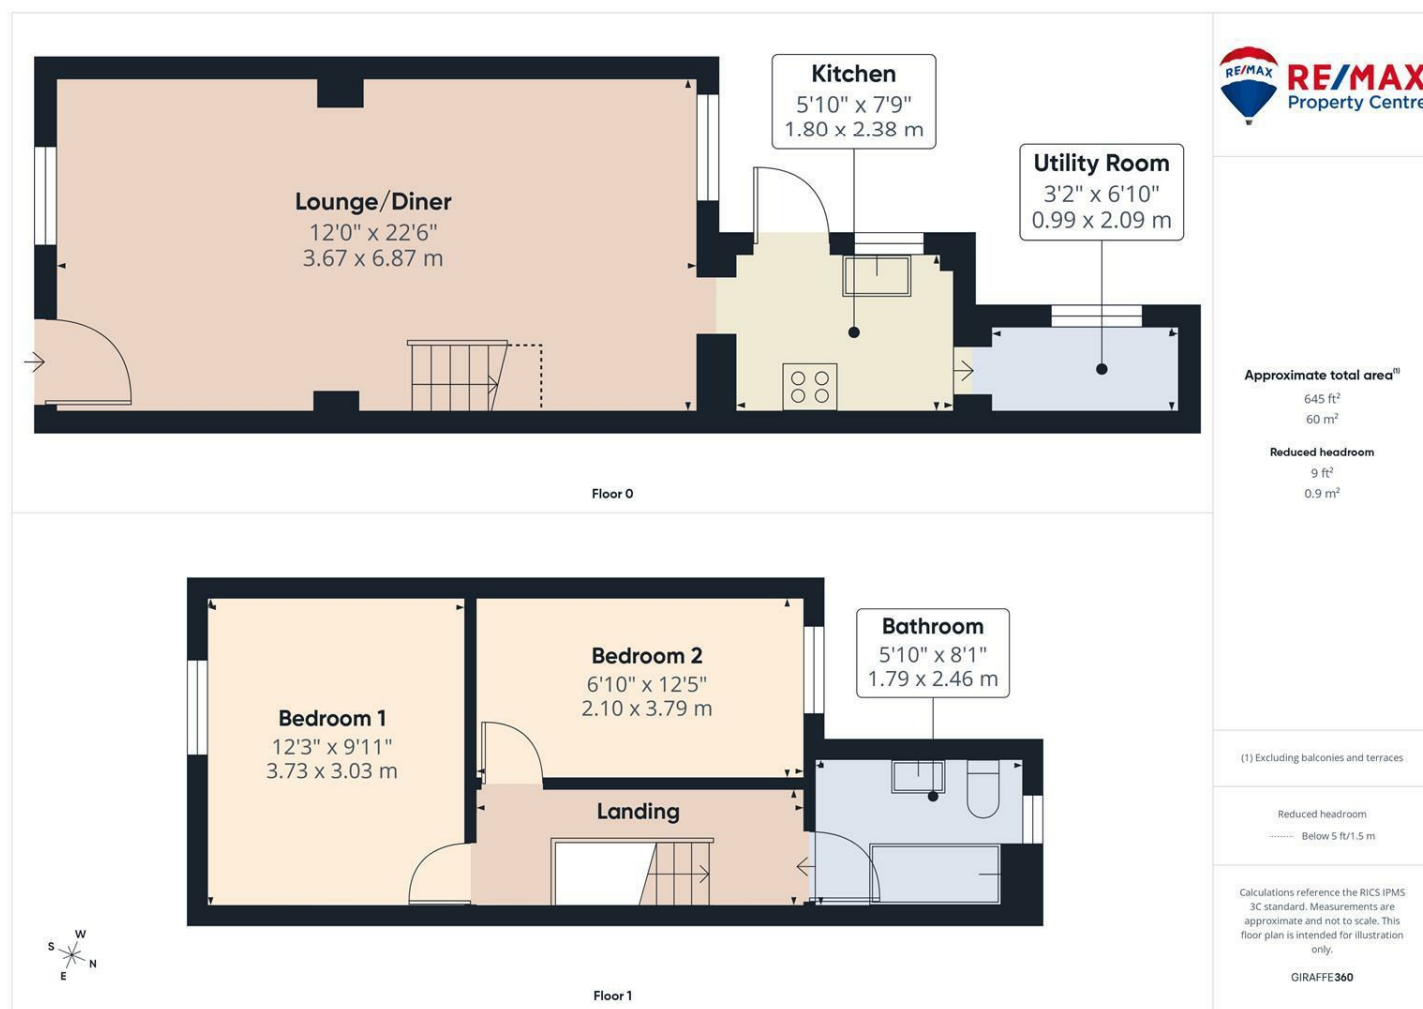 Kitchen
5'10" x 7'9"
1.80 x 2.38 m
Utility Room
3'2" x 6'10"
0.99 x 2.09 m
Lounge/Diner
12'0" x 22'6"
3.67 x 6.87 m
Floor 0
Bathroom
5'10" x 8'1"
1.79 x 2.46 m
Bedroom 2
6'10" x 12'5"
2.10 x 3.79 m
Bedroom 1
12'3" x 9'11"
3.73 x 3.03 m
Landing
S W
E N
Floor 1
RE/MAX
RE/MAX
Property Centre
Approximate total area(1)
645 ft²
60 m²
Reduced headroom
9 ft²
0.9 m²
(1) Excluding balconies and terraces
Reduced headroom
Below 5 ft/1.5 m
Calculations reference the RICS IPMS
3C standard. Measurements are
approximate and not to scale. This
floor plan is intended for illustration
only.
GIRAFFE360